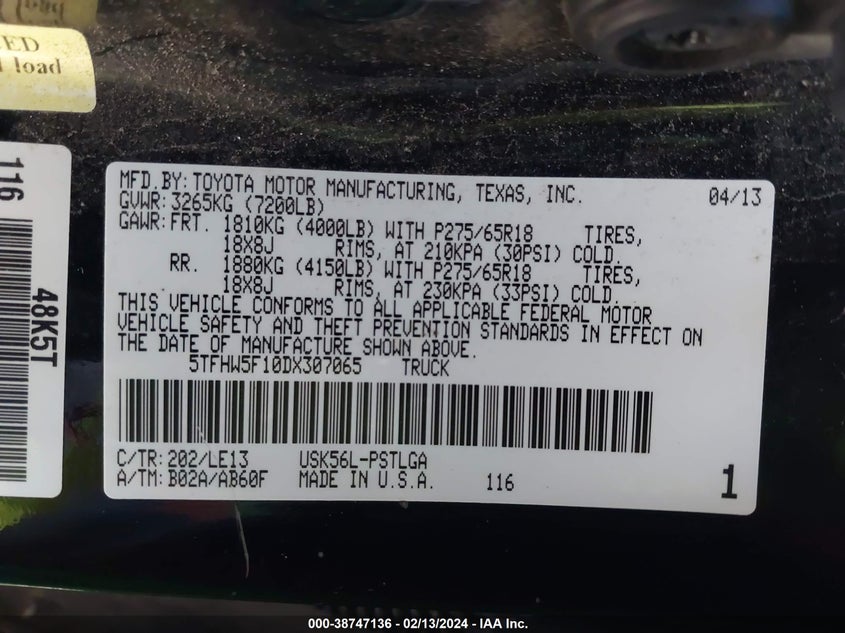 ED
load
116
48K5T
MFD.BY: TOYOTA MOTOR MANUFACTURING, TEXAS, INC. 04/13
GVWR: 3265KG (7200LB)
GAWR: FRT. 1810KG (4000LB) WITH P275/65R18 TIRES,
18X8J RIMS, AT 210KPA (30PSI) COLD.
RR. 1880KG (4150LB) WITH P275/65R18 TIRES,
18X8J RIMS, AT 230KPA (33PSI) COLD.
THIS VEHICLE CONFORMS TO ALL APPLICABLE FEDERAL MOTOR
VEHICLE SAFETY AND THEFT PREVENTION STANDARDS IN EFFECT ON
THE DATE OF MANUFACTURE SHOWN ABOVE.
5TFHW5F10DX307065 TRUCK
C/TR: 202/LE13 USK56L-PSTLGA
A/TM: B02A/AB60F MADE IN U.S.A. 116 1
000-38747136 - 02/13/2024 - IAA Inc.